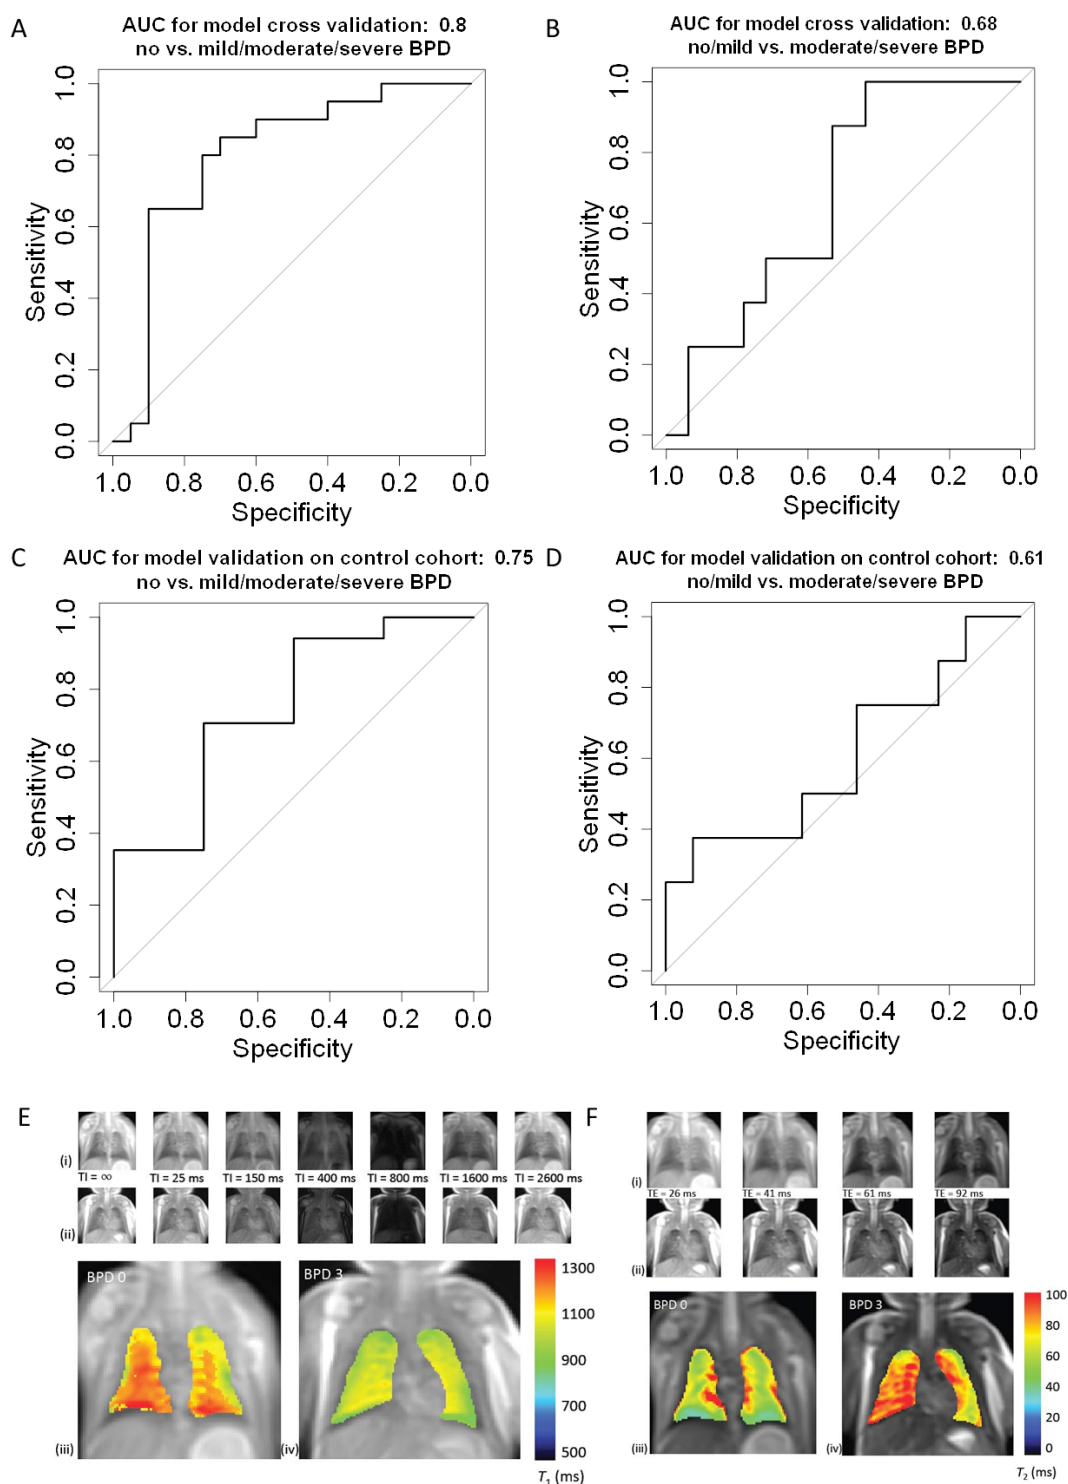 A
AUC for model cross validation: 0.8
no vs. mild/moderate/severe BPD
Sensitivity
0.0 0.2 0.4 0.6 0.8 1.0
1.0 0.8 0.6 0.4 0.2 0.0
Specificity
B
AUC for model cross validation: 0.68
no/mild vs. moderate/severe BPD
Sensitivity
0.0 0.2 0.4 0.6 0.8 1.0
1.0 0.8 0.6 0.4 0.2 0.0
Specificity
C
AUC for model validation on control cohort: 0.75
no vs. mild/moderate/severe BPD
Sensitivity
0.0 0.2 0.4 0.6 0.8 1.0
1.0 0.8 0.6 0.4 0.2 0.0
Specificity
D
AUC for model validation on control cohort: 0.61
no/mild vs. moderate/severe BPD
Sensitivity
0.0 0.2 0.4 0.6 0.8 1.0
1.0 0.8 0.6 0.4 0.2 0.0
Specificity
E
(i)
TI = ∞ TI = 25 ms TI = 150 ms TI = 400 ms TI = 800 ms TI = 1600 ms TI = 2600 ms
(ii)
BPD 0
(iii)
BPD 3
(iv)
1300
1100
900
700
500
T1 (ms)
F
(i)
TE = 26 ms TE = 41 ms TE = 61 ms TE = 92 ms
(ii)
BPD 0
(iii)
BPD 3
(iv)
100
80
60
40
20
0
T2 (ms)